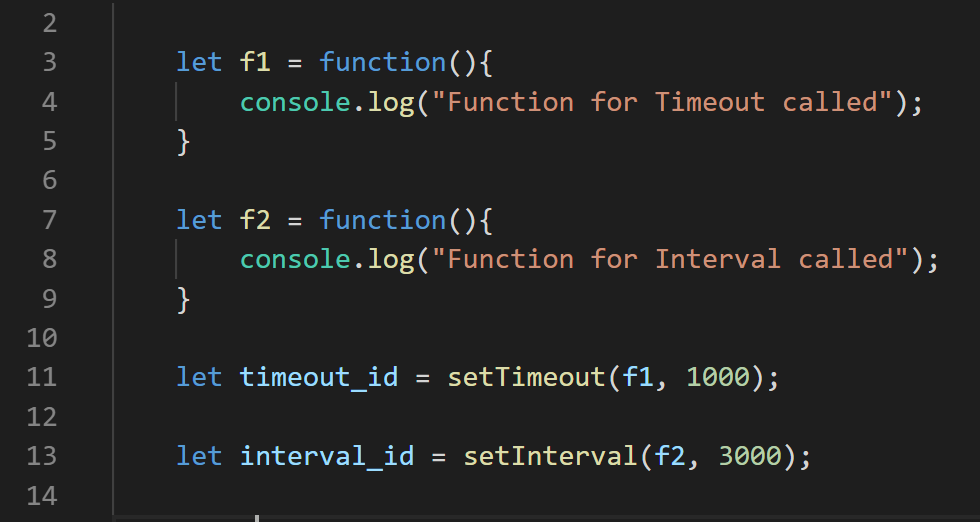 2
3 let f1 = function(){
4 console.log("Function for Timeout called");
5 }
6
7 let f2 = function(){
8 console.log("Function for Interval called");
9 }
10
11 let timeout_id = setTimeout(f1, 1000);
12
13 let interval_id = setInterval(f2, 3000);
14